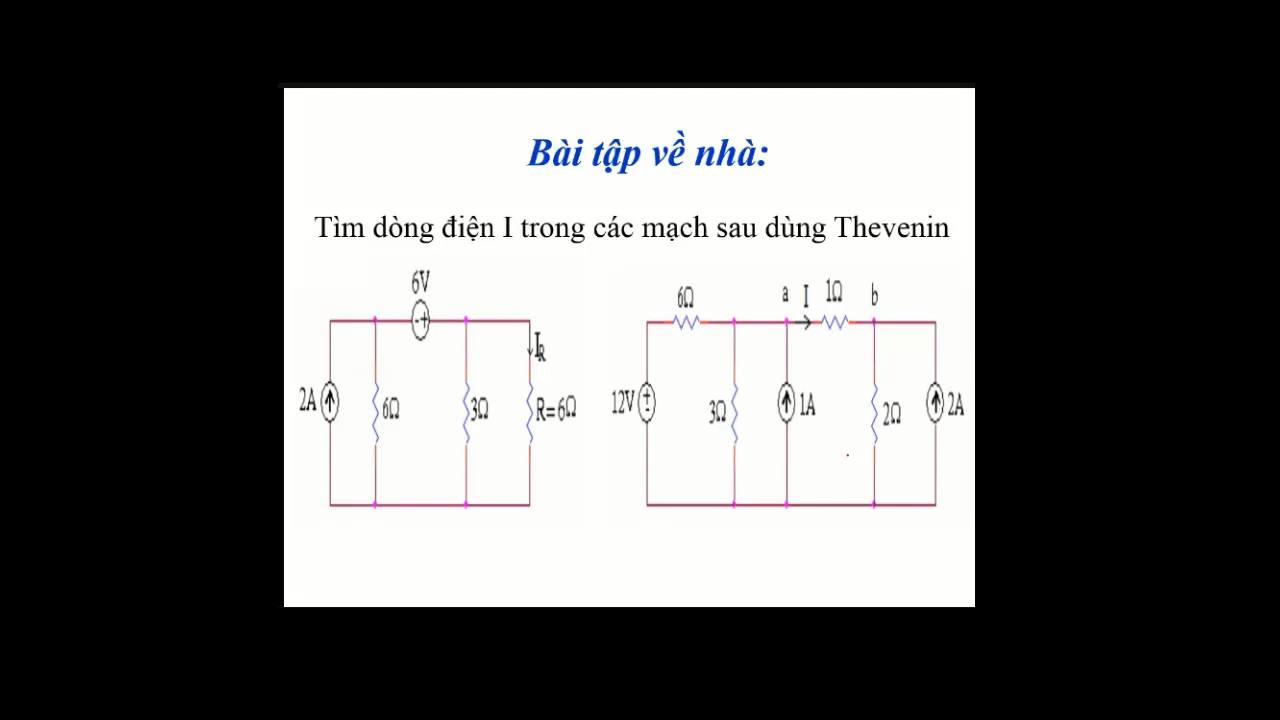 Bài tập về nhà:
Tìm dòng điện I trong các mạch sau dùng Thevenin
6V
2A
6Ω
3Ω
I_R
R=6Ω
6Ω
a
I
1Ω
b
12V
3Ω
1A
2Ω
2A